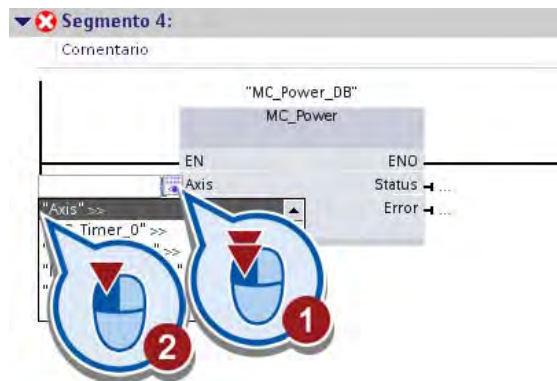 Segmento 4:
Comentario
"MC_Power_DB"
MC_Power
EN ENO
Axis Status ...
"Axis" >> Error ...
Timer_0" >>
" >>
1
2